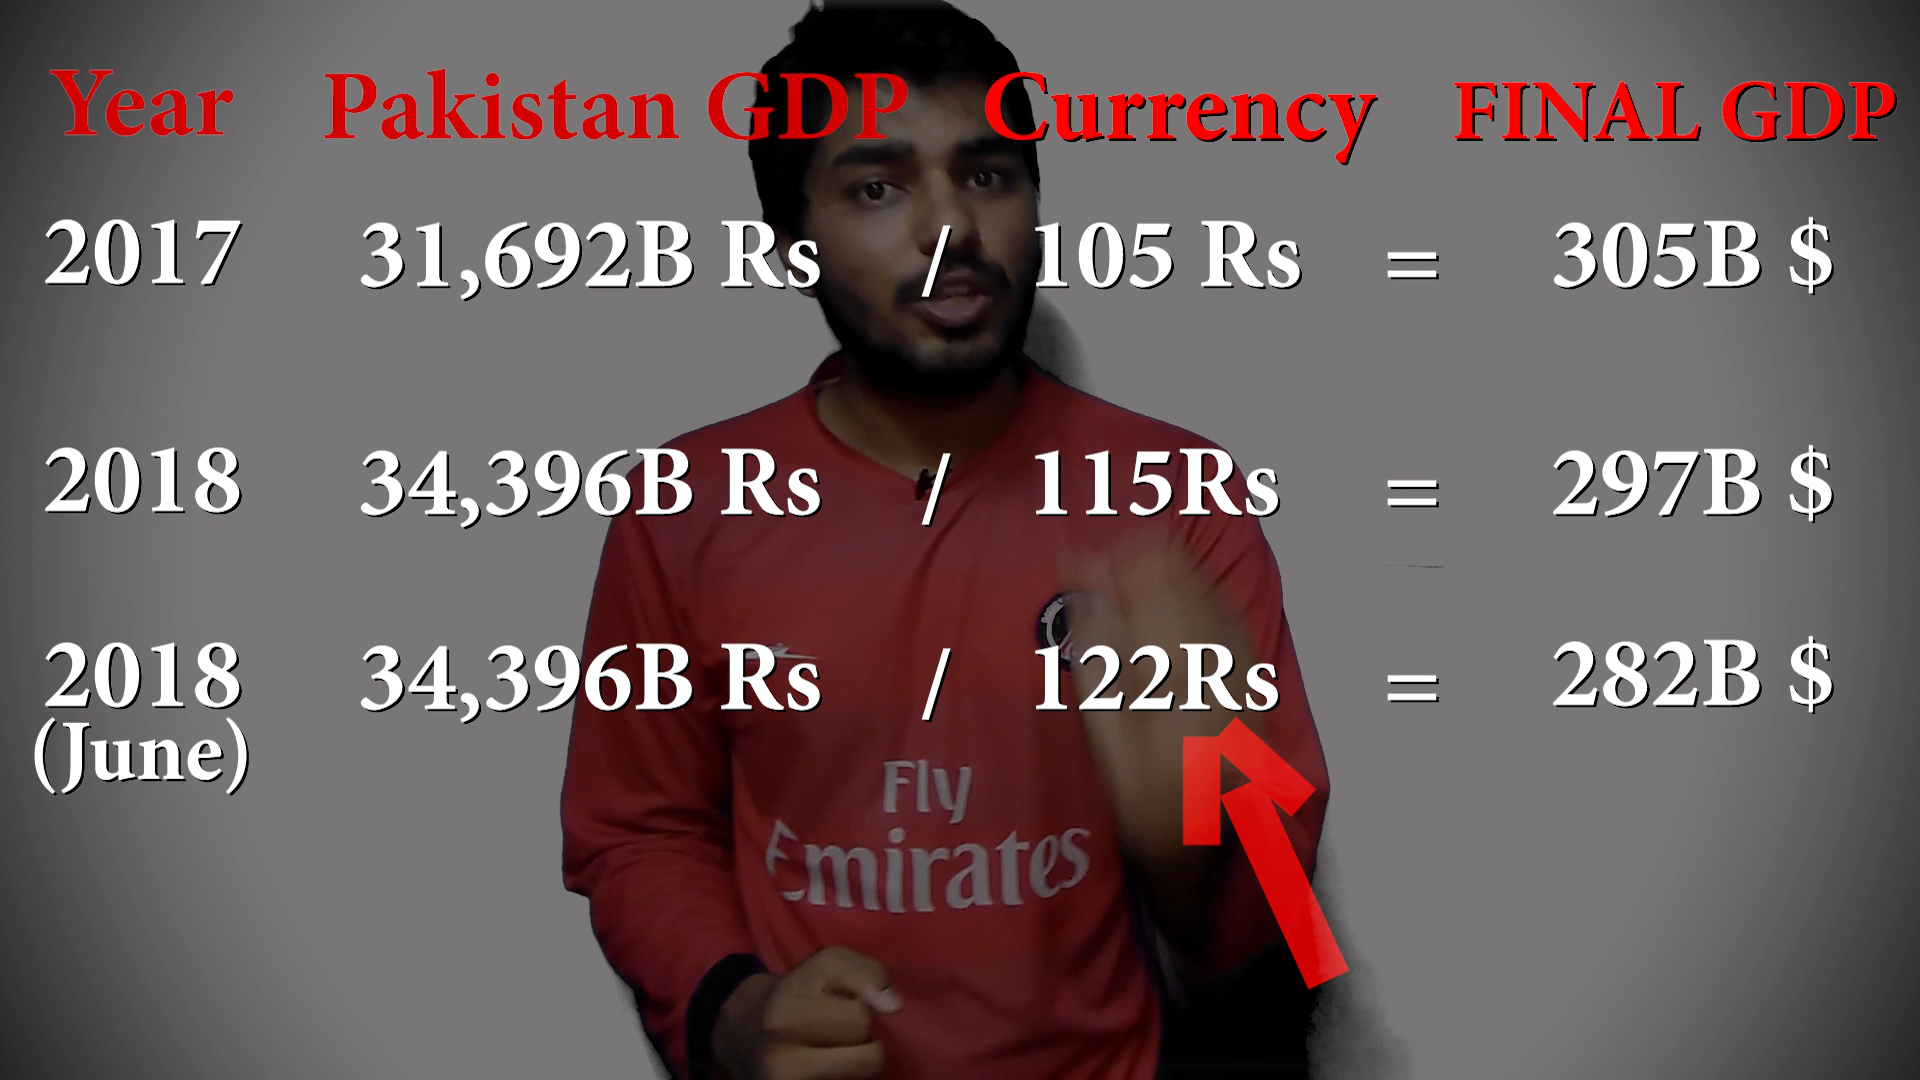 Year Pakistan GDP Currency FINAL GDP
2017 31,692B Rs / 105 Rs = 305B $
2018 34,396B Rs / 115Rs = 297B $
2018 34,396B Rs / 122Rs = 282B $
(June)
Fly
Emirates